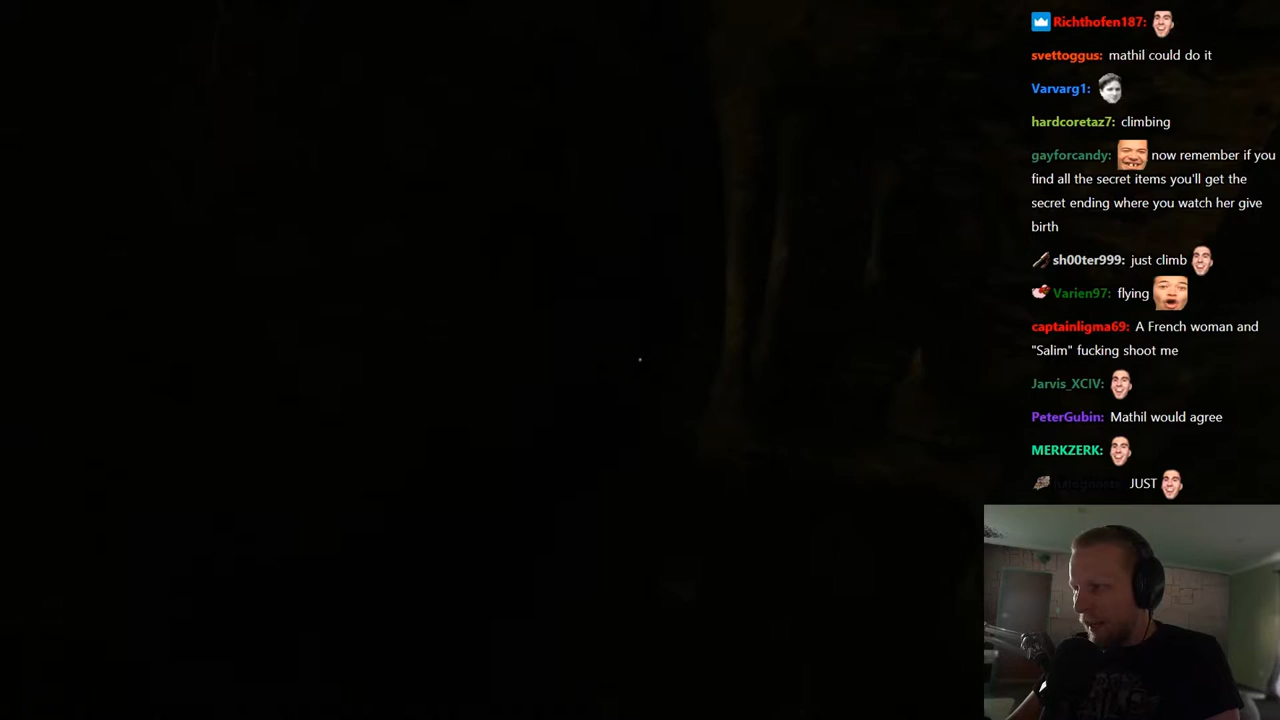 Richthofen187:
svettoggus: mathil could do it
Varvarg1:
hardcoretaz7: climbing
gayforcandy: now remember if you
find all the secret items you'll get the
secret ending where you watch her give
birth
sh00ter999: just climb
Varien97: flying
captainligma69: A French woman and
"Salim" fucking shoot me
Jarvis_XCIV:
PeterGubin: Mathil would agree
MERKZERK:
JUST